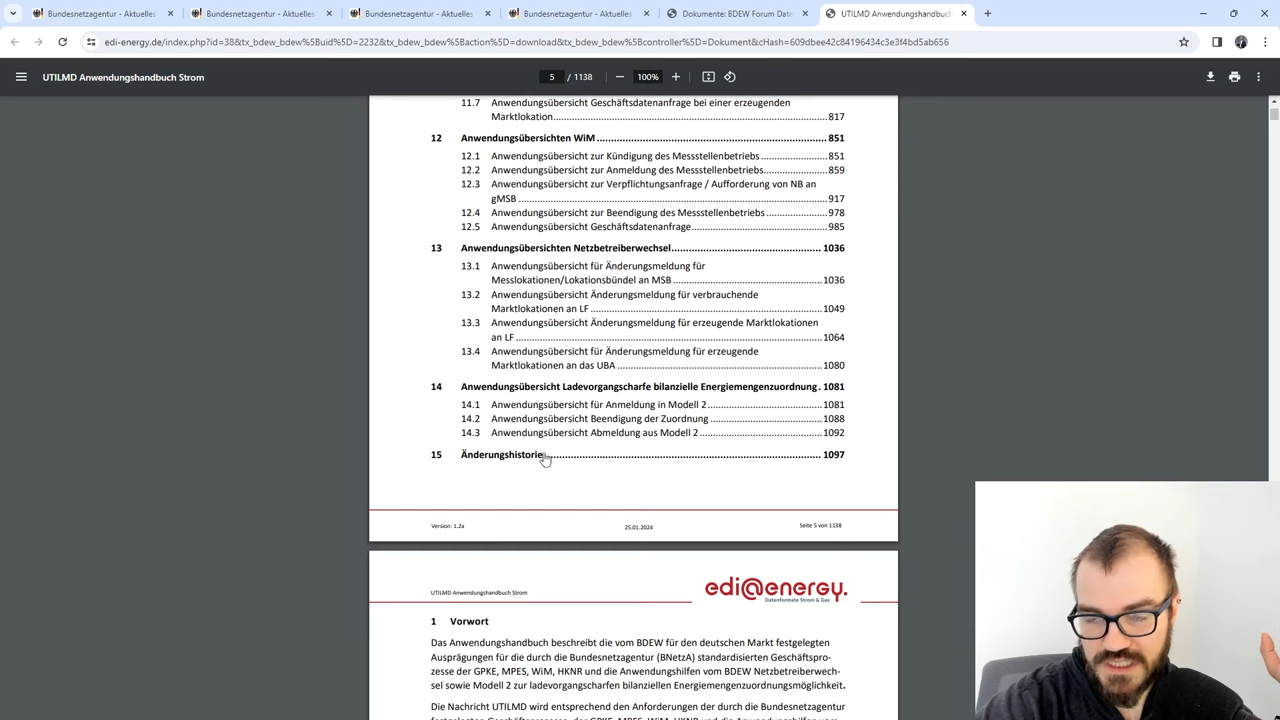 Bundesnetzagentur - Aktuelles
Bundesnetzagentur - Aktuelles
Bundesnetzagentur - Aktuelles
Bundesnetzagentur - Aktuelles
Dokumente: BDEW Forum Daten
UTILMD Anwendungshandbuch
edi-energy.de/index.php?id=38&tx_bdew_bdew%5Buid%5D=2232&tx_bdew_bdew%5Baction%5D=download&tx_bdew_bdew%5Bcontroller%5D=Dokument&cHash=609dbee42c84196434c3e3f4bd5ab656
UTILMD Anwendungshandbuch Strom
5 / 1138
100%
11.7 Anwendungsübersicht Geschäftsdatenanfrage bei einer erzeugenden
Marktlokation 817
12 Anwendungsübersichten WiM 851
12.1 Anwendungsübersicht zur Kündigung des Messstellenbetriebs 851
12.2 Anwendungsübersicht zur Anmeldung des Messstellenbetriebs 859
12.3 Anwendungsübersicht zur Verpflichtungsanfrage / Aufforderung von NB an
gMSB 917
12.4 Anwendungsübersicht zur Beendigung des Messstellenbetriebs 978
12.5 Anwendungsübersicht Geschäftsdatenanfrage 985
13 Anwendungsübersichten Netzbetreiberwechsel 1036
13.1 Anwendungsübersicht für Änderungsmeldung für
Messlokationen/Lokationsbündel an MSB 1036
13.2 Anwendungsübersicht Änderungsmeldung für verbrauchende
Marktlokationen an LF 1049
13.3 Anwendungsübersicht Änderungsmeldung für erzeugende Marktlokationen
an LF 1064
13.4 Anwendungsübersicht für Änderungsmeldung für erzeugende
Marktlokationen an das UBA 1080
14 Anwendungsübersicht Ladevorgangscharfe bilanzielle Energiemengenzuordnung . 1081
14.1 Anwendungsübersicht für Anmeldung in Modell 2 1081
14.2 Anwendungsübersicht Beendigung der Zuordnung 1088
14.3 Anwendungsübersicht Abmeldung aus Modell 2 1092
15 Änderungshistorie 1097
Version: 1.2a
25.01.2024
Seite 5 von 1138
UTILMD Anwendungshandbuch Strom
edi@energy.
Datenformate Strom & Gas
1 Vorwort
Das Anwendungshandbuch beschreibt die vom BDEW für den deutschen Markt festgelegten
Ausprägungen für die durch die Bundesnetzagentur (BNetzA) standardisierten Geschäftspro-
zesse der GPKE, MPES, WiM, HKNR und die Anwendungshilfen vom BDEW Netzbetreiberwech-
sel sowie Modell 2 zur ladevorgangscharfen bilanziellen Energiemengenzuordnungsmöglichkeit.
Die Nachricht UTILMD wird entsprechend den Anforderungen der durch die Bundesnetzagentur